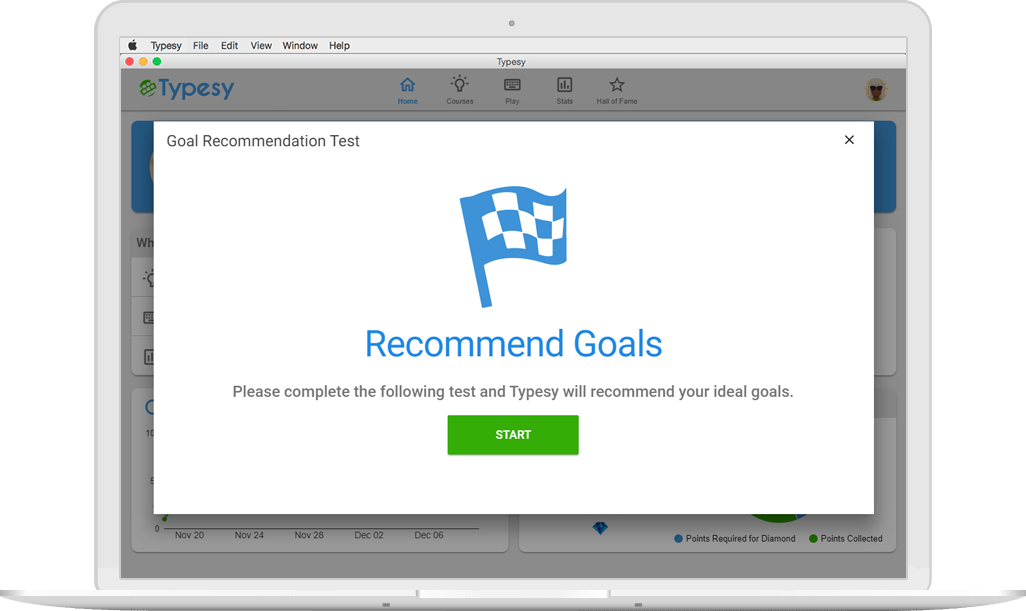 Typesy File Edit View Window Help
Typesy
Typesy
Home Courses Play Stats Hall of Fame
Goal Recommendation Test
Wh
Recommend Goals
Please complete the following test and Typesy will recommend your ideal goals.
START
10
5
0
Nov 20 Nov 24 Nov 28 Dec 02 Dec 06
Points Required for Diamond Points Collected